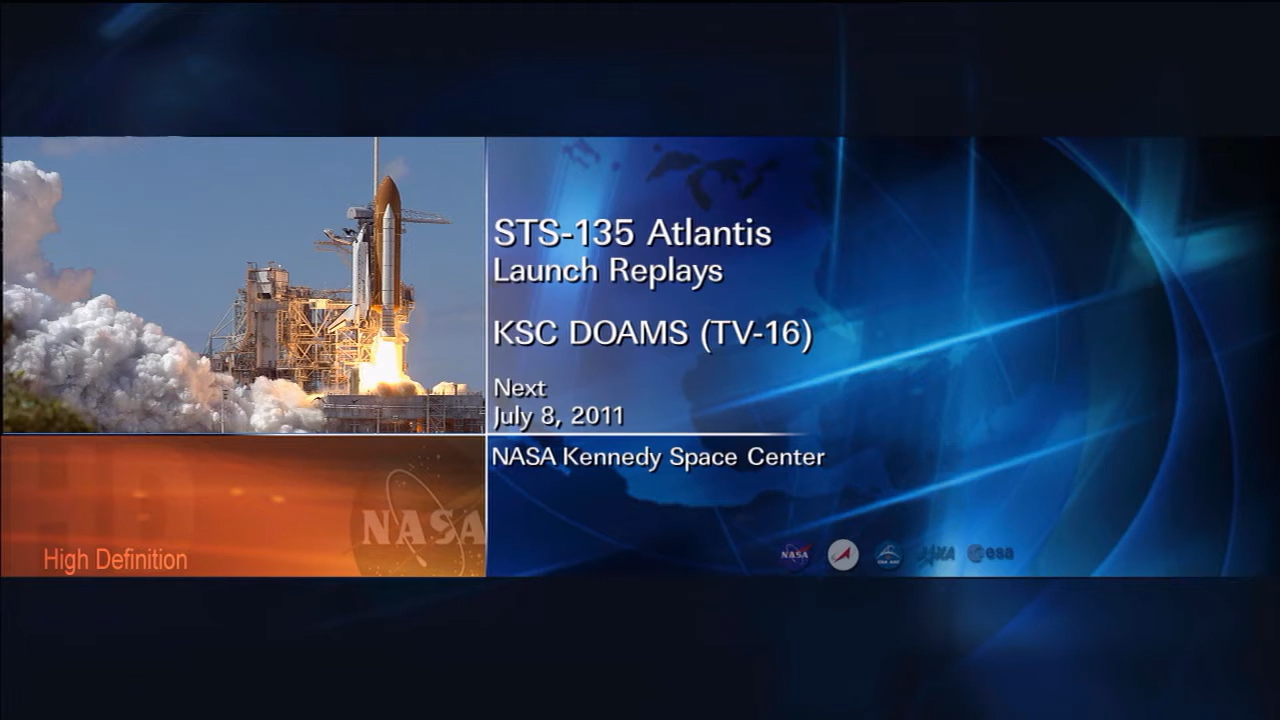 STS-135 Atlantis
Launch Replays
KSC DOAMS (TV-16)
Next
July 8, 2011
NASA Kennedy Space Center
NASA
High Definition
NASA
esa